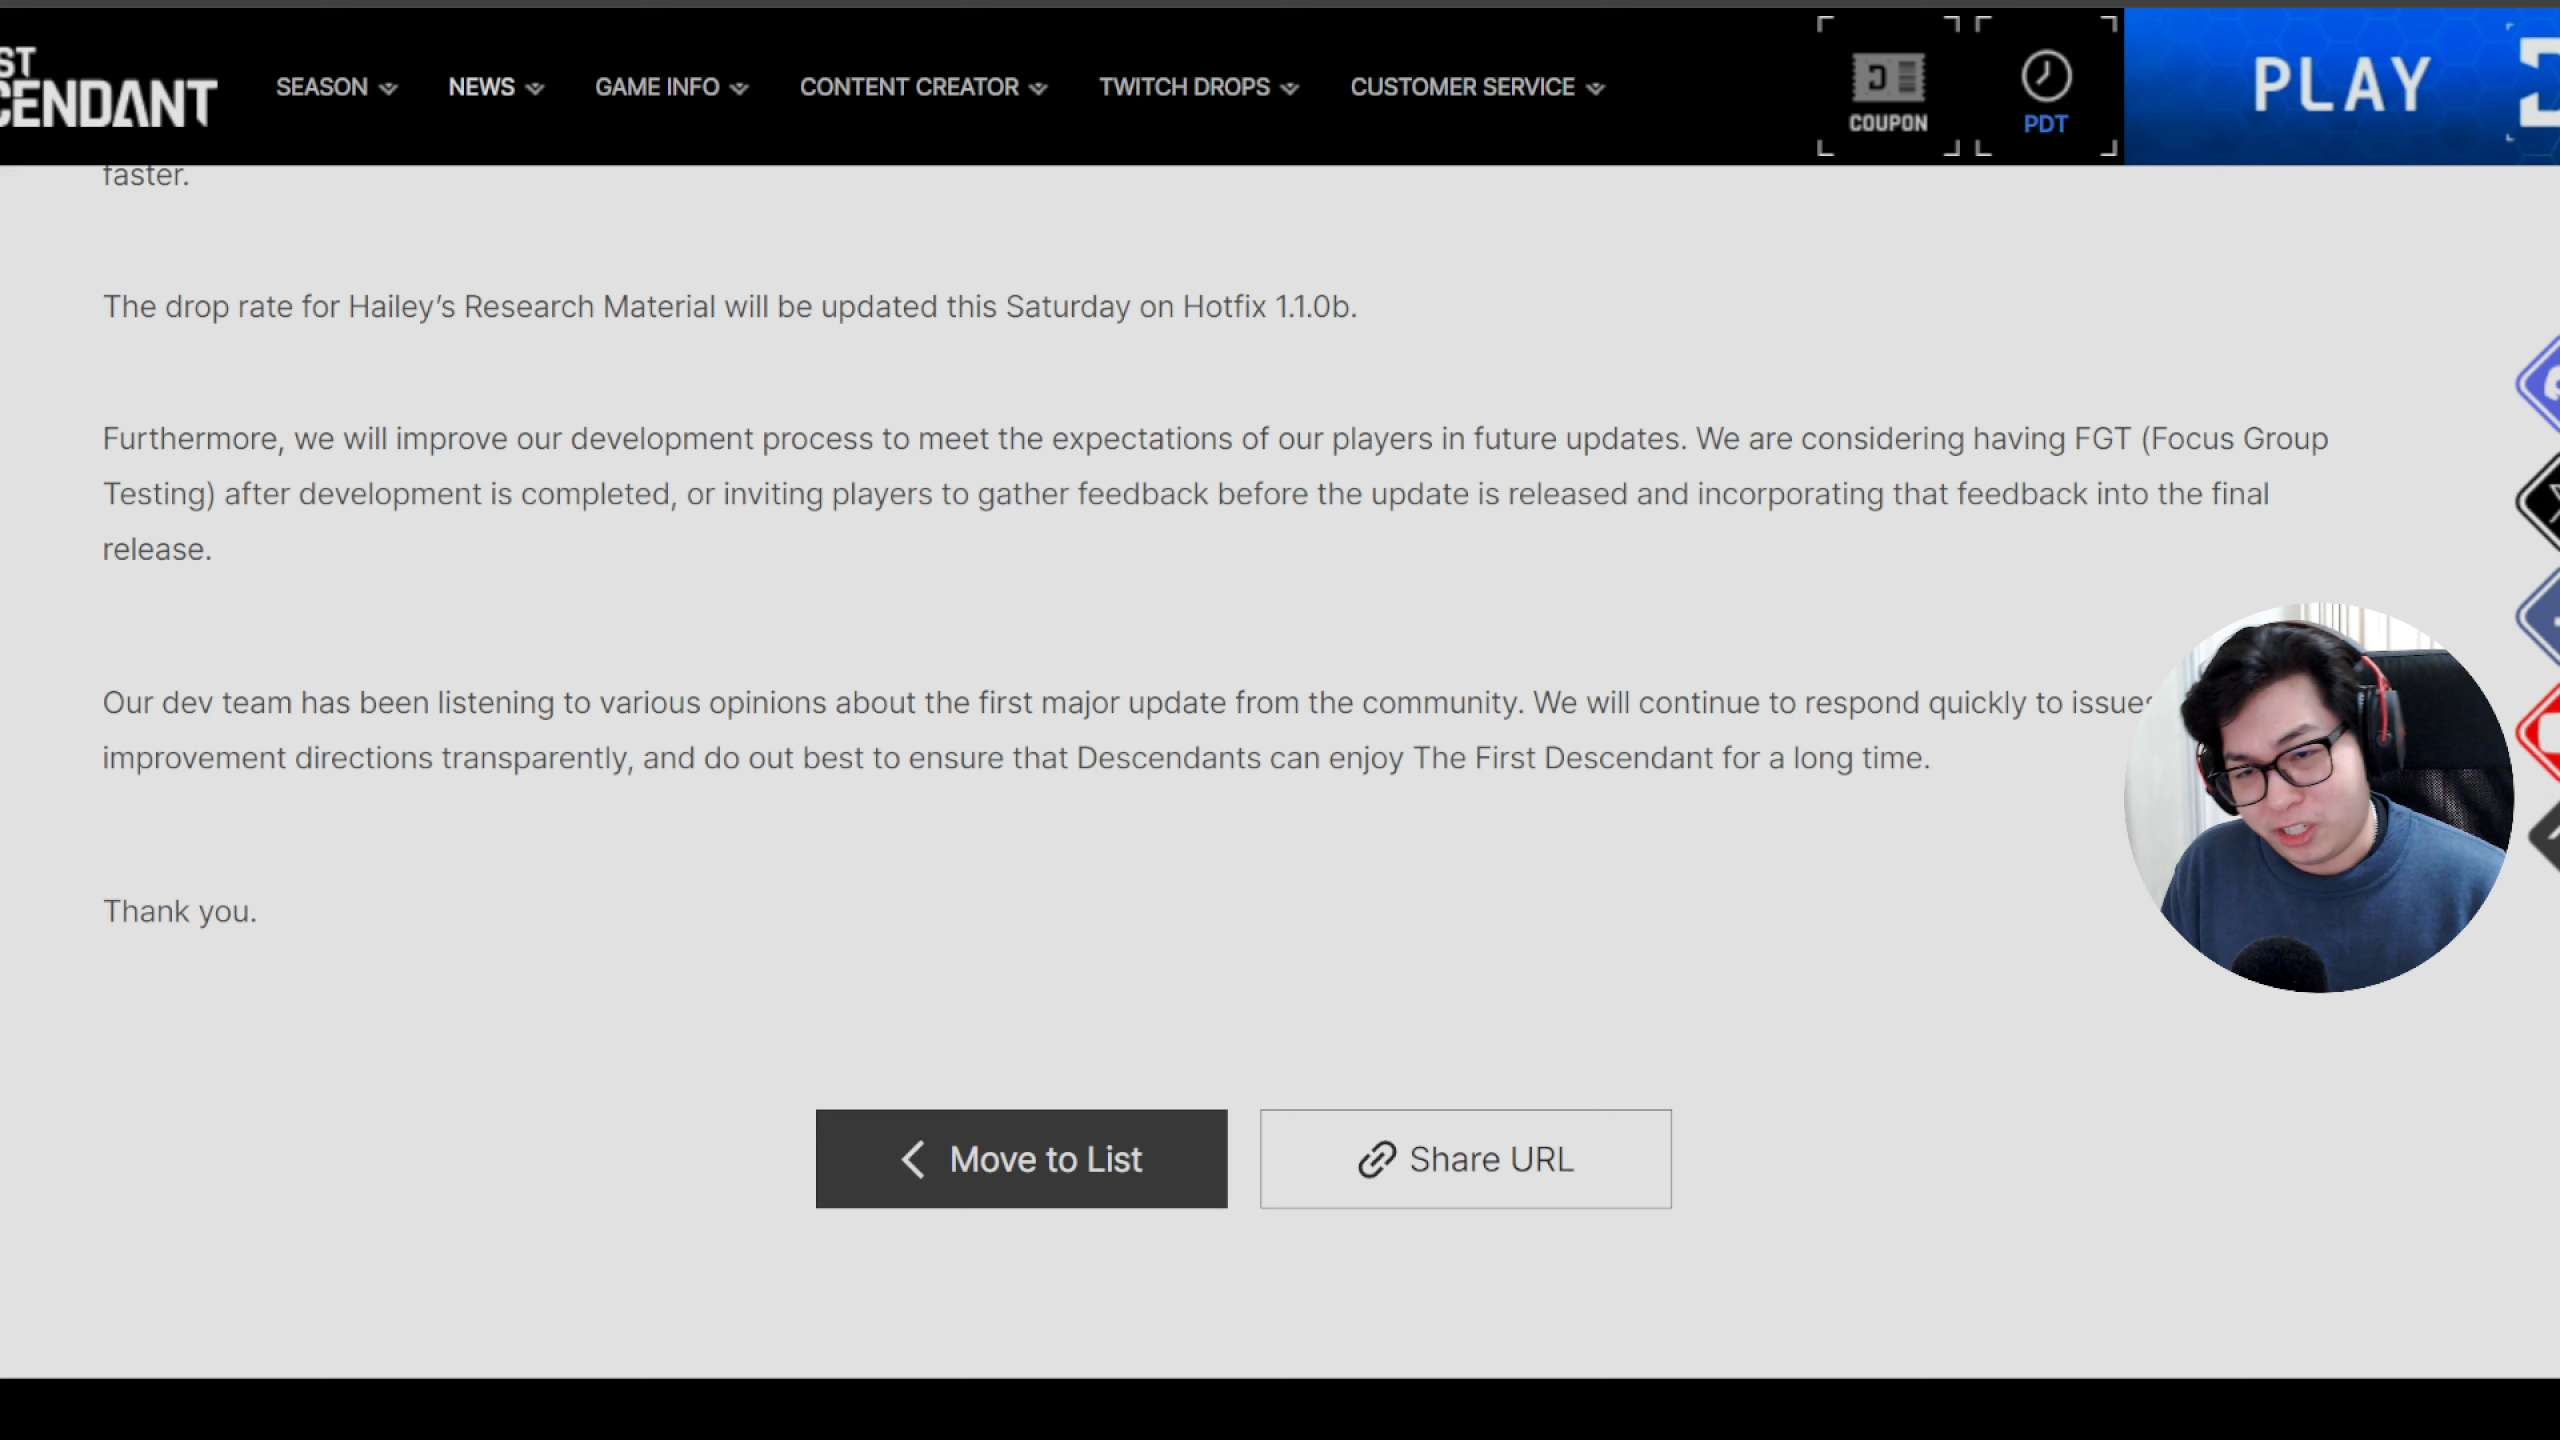 ST
CENDANT
SEASON
NEWS
GAME INFO
CONTENT CREATOR
TWITCH DROPS
CUSTOMER SERVICE
COUPON
PDT
PLAY
faster.
The drop rate for Hailey’s Research Material will be updated this Saturday on Hotfix 1.1.0b.
Furthermore, we will improve our development process to meet the expectations of our players in future updates. We are considering having FGT (Focus Group
Testing) after development is completed, or inviting players to gather feedback before the update is released and incorporating that feedback into the final
release.
Our dev team has been listening to various opinions about the first major update from the community. We will continue to respond quickly to issues
improvement directions transparently, and do out best to ensure that Descendants can enjoy The First Descendant for a long time.
Thank you.
Move to List
Share URL